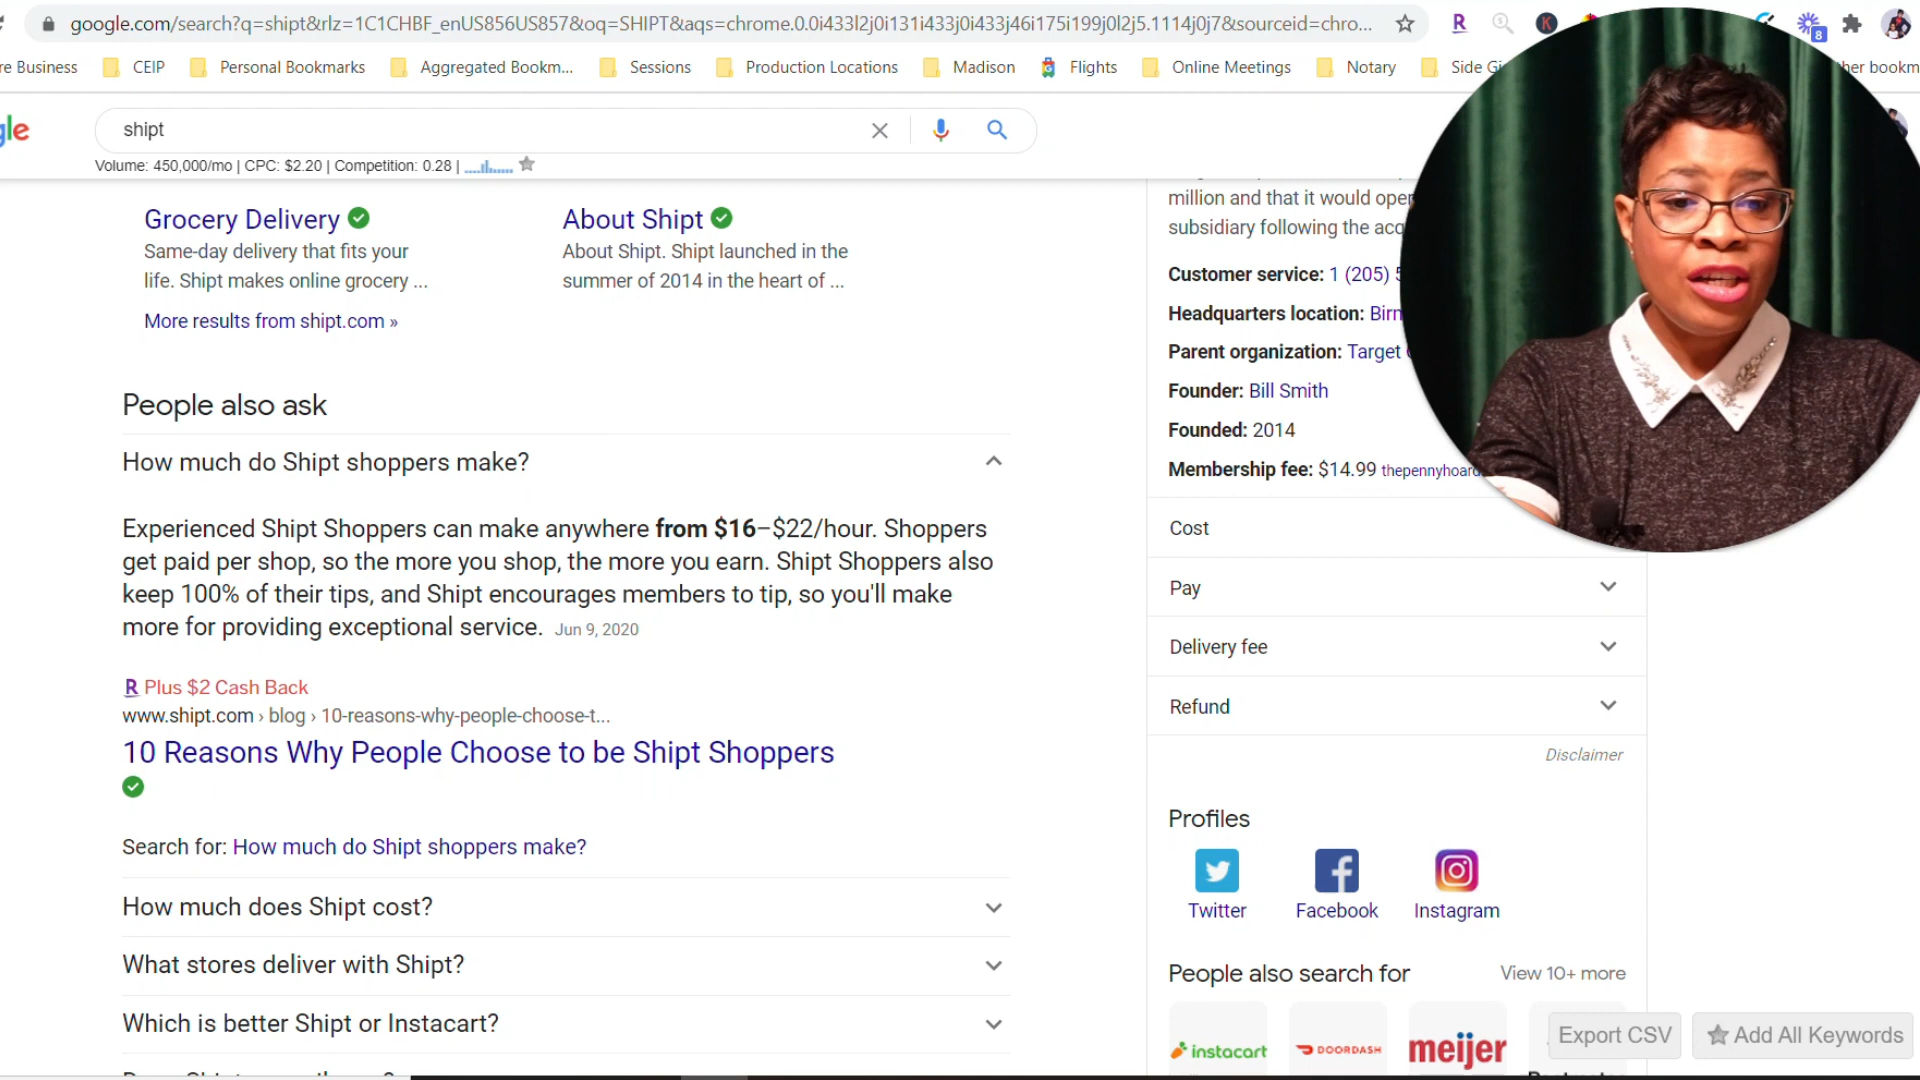 google.com/search?q=shipt&rlz=1C1CHBF_enUS856US857&oq=SHIPT&aqs=chrome.0.0i433l2j0i131i433j0i433j46i175i199j0l2j5.1114j0j7&sourceid=chro...
R
K
8
re Business
CEIP
Personal Bookmarks
Aggregated Bookm...
Sessions
Production Locations
Madison
Flights
Online Meetings
Notary
Side Gi
her bookm
gle
shipt
Volume: 450,000/mo | CPC: $2.20 | Competition: 0.28 |
Grocery Delivery
Same-day delivery that fits your
life. Shipt makes online grocery ...
About Shipt
About Shipt. Shipt launched in the
summer of 2014 in the heart of ...
More results from shipt.com »
People also ask
How much do Shipt shoppers make?
Experienced Shipt Shoppers can make anywhere from $16–$22/hour. Shoppers
get paid per shop, so the more you shop, the more you earn. Shipt Shoppers also
keep 100% of their tips, and Shipt encourages members to tip, so you'll make
more for providing exceptional service. Jun 9, 2020
R Plus $2 Cash Back
www.shipt.com › blog › 10-reasons-why-people-choose-t...
10 Reasons Why People Choose to be Shipt Shoppers
Search for: How much do Shipt shoppers make?
How much does Shipt cost?
What stores deliver with Shipt?
Which is better Shipt or Instacart?
million and that it would oper
subsidiary following the acq
Customer service: 1 (205) 5
Headquarters location: Birm
Parent organization: Target
Founder: Bill Smith
Founded: 2014
Membership fee: $14.99 thepennyhoard
Cost
Pay
Delivery fee
Refund
Disclaimer
Profiles
Twitter
Facebook
Instagram
People also search for
View 10+ more
instacart
DOORDASH
meijer
Export CSV
Add All Keywords